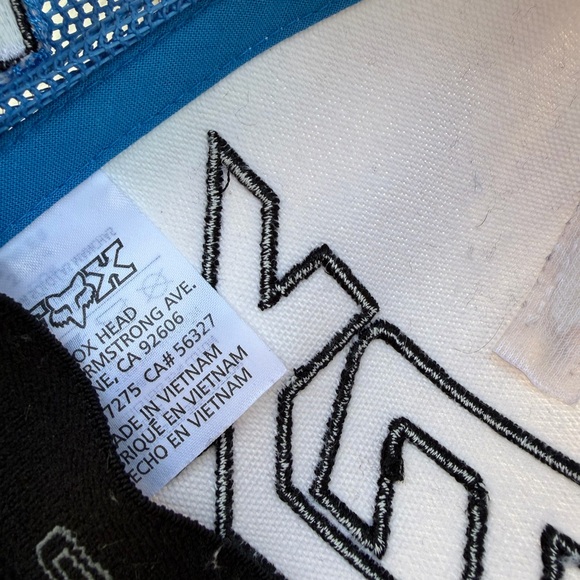 FOX
OX HEAD
RMSTRONG AVE.
NE, CA 92606
7275 CA# 56327
MADE IN VIETNAM
RIQUÉ EN VIETNAM
ECHO EN VIETNAM